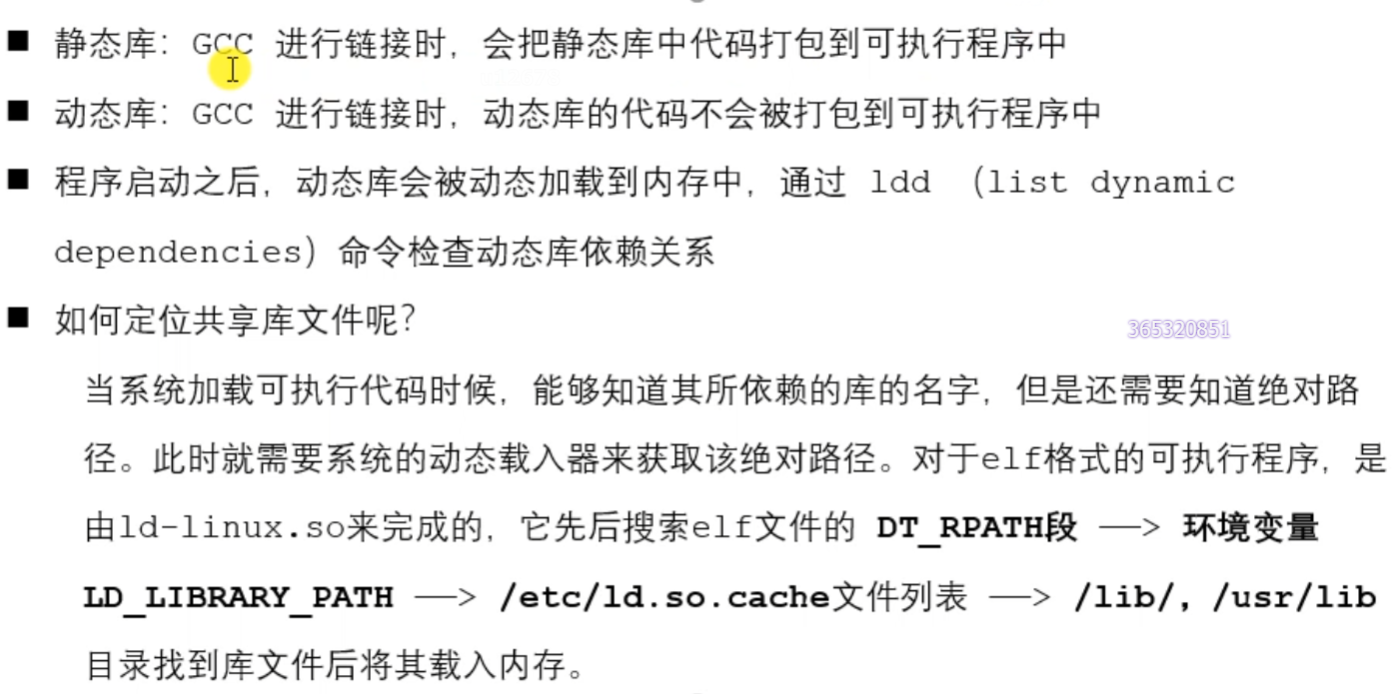 ■ 静态库：GCC 进行链接时，会把静态库中代码打包到可执行程序中
■ 动态库：GCC 进行链接时，动态库的代码不会被打包到可执行程序中
■ 程序启动之后，动态库会被动态加载到内存中，通过 ldd （list dynamic
dependencies）命令检查动态库依赖关系
■ 如何定位共享库文件呢？
365320851
当系统加载可执行代码时候，能够知道其所依赖的库的名字，但是还需要知道绝对路
径。此时就需要系统的动态载入器来获取该绝对路径。对于elf格式的可执行程序，是
由ld-linux.so来完成的，它先后搜索elf文件的 DT_RPATH段 ——> 环境变量
LD_LIBRARY_PATH ——> /etc/ld.so.cache文件列表 ——> /lib/，/usr/lib
目录找到库文件后将其载入内存。